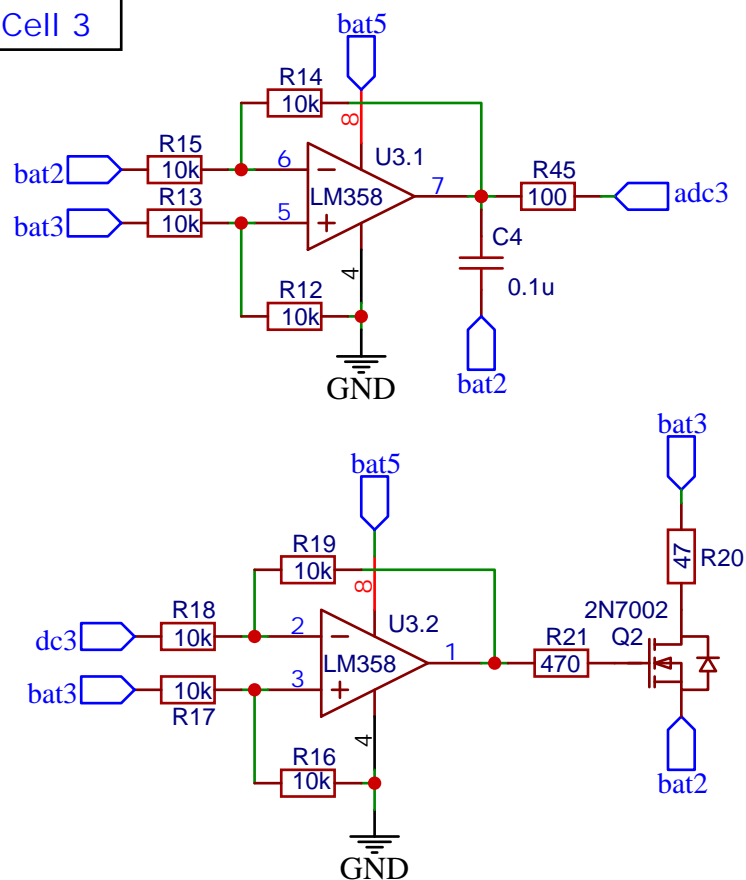 Cell 3
bat5
R14
10k
8
R15
10k
bat2
6
U3.1
R13
10k
bat3
5
LM358
7
R45
100
adc3
4
C4
0.1u
R12
10k
GND
bat2
bat3
bat5
47
R20
R19
10k
8
R18
10k
dc3
2
U3.2
2N7002
Q2
10k
R17
bat3
3
LM358
1
R21
470
4
R16
10k
bat2
GND